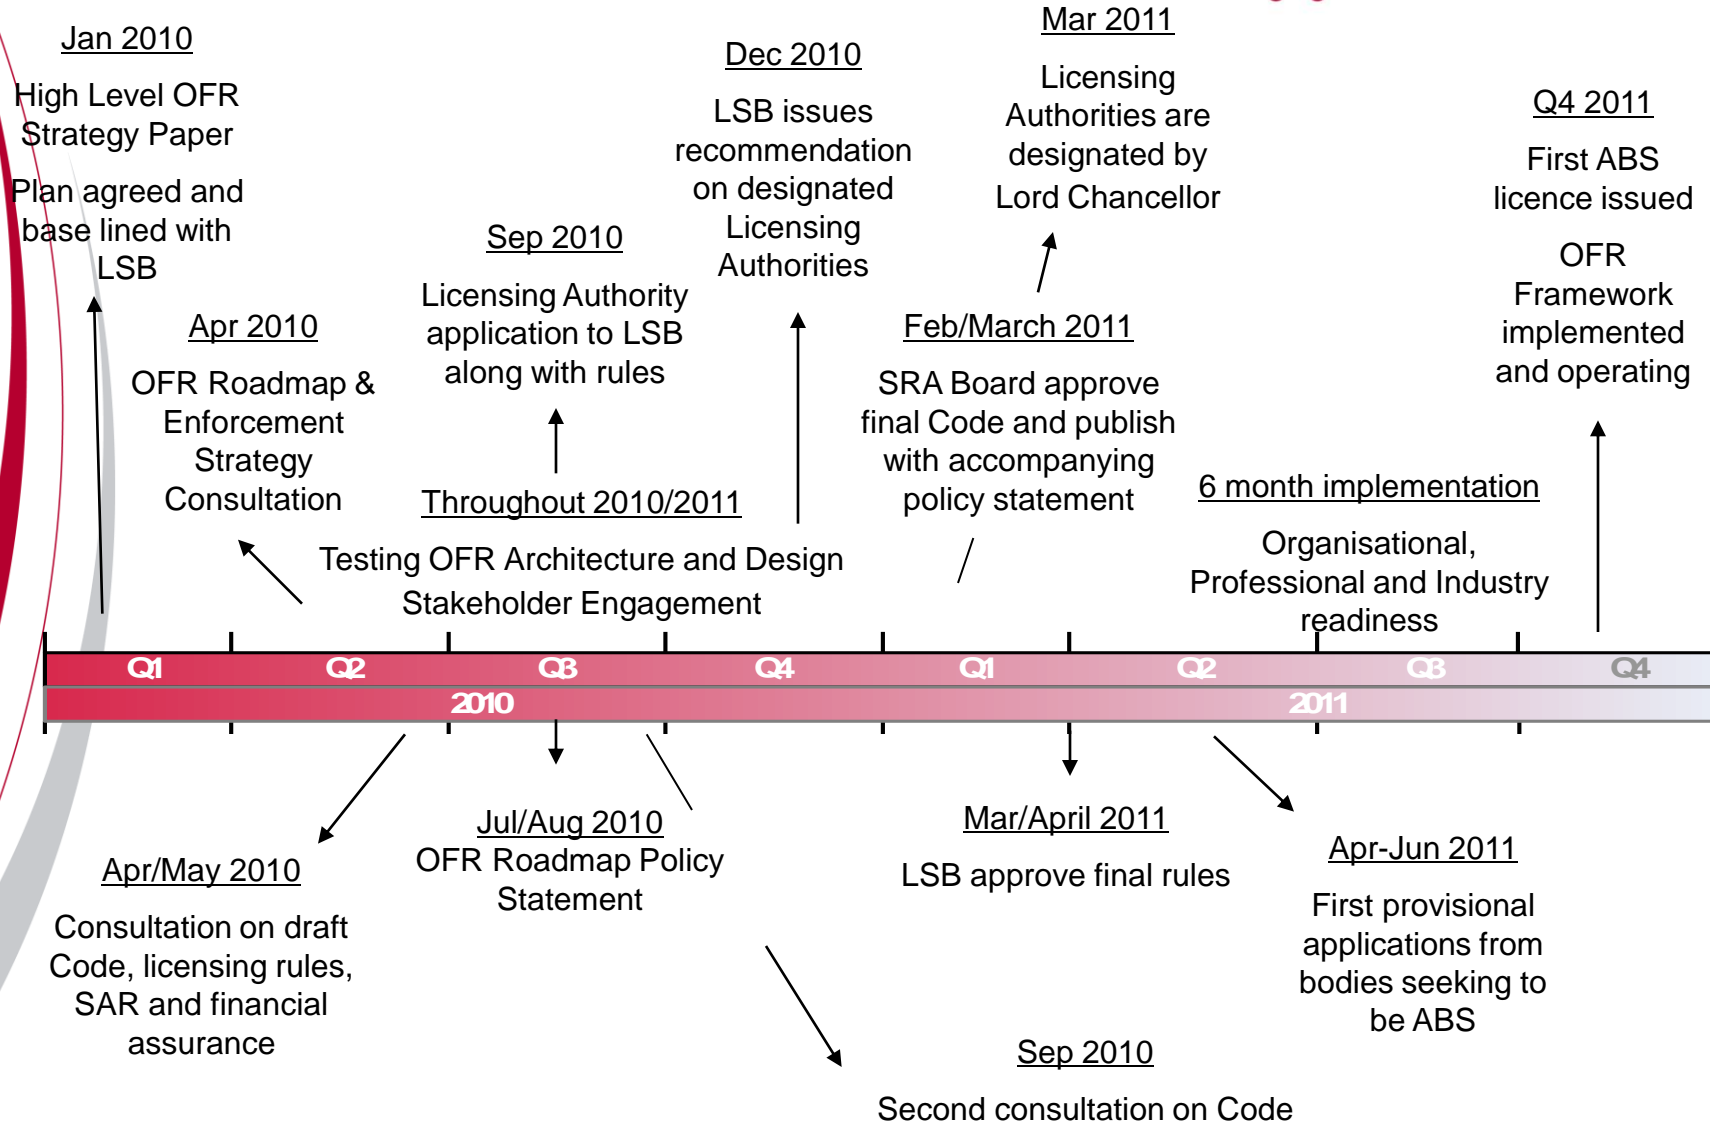 Jan 2010
High Level OFR
Strategy Paper
Plan agreed and
base lined with
LSB
Apr 2010
OFR Roadmap &
Enforcement
Strategy
Consultation
Sep 2010
Licensing Authority
application to LSB
along with rules
Throughout 2010/2011
Testing OFR Architecture and Design
Stakeholder Engagement
Dec 2010
LSB issues
recommendation
on designated
Licensing
Authorities
Mar 2011
Licensing
Authorities are
designated by
Lord Chancellor
Feb/March 2011
SRA Board approve
final Code and publish
with accompanying
policy statement
6 month implementation
Organisational,
Professional and Industry
readiness
Q4 2011
First ABS
licence issued
OFR
Framework
implemented
and operating
Q1 Q2 Q3 Q4 Q1 Q2 Q3 Q4
2010 2011
Apr/May 2010
Consultation on draft
Code, licensing rules,
SAR and financial
assurance
Jul/Aug 2010
OFR Roadmap Policy
Statement
Sep 2010
Second consultation on Code
Mar/April 2011
LSB approve final rules
Apr-Jun 2011
First provisional
applications from
bodies seeking to
be ABS